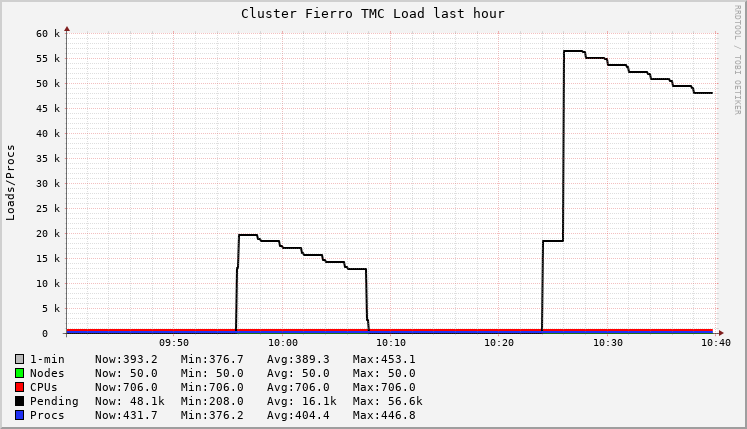 Cluster Fierro TMC Load last hour
RRDTOOL / TOBI OETIKER
Loads/Procs
60 k
55 k
50 k
45 k
40 k
35 k
30 k
25 k
20 k
15 k
10 k
5 k
0
09:50 10:00 10:10 10:20 10:30 10:40
1-min Now:393.2 Min:376.7 Avg:389.3 Max:453.1
Nodes Now: 50.0 Min: 50.0 Avg: 50.0 Max: 50.0
CPUs Now:706.0 Min:706.0 Avg:706.0 Max:706.0
Pending Now: 48.1k Min:208.0 Avg: 16.1k Max: 56.6k
Procs Now:431.7 Min:376.2 Avg:404.4 Max:446.8